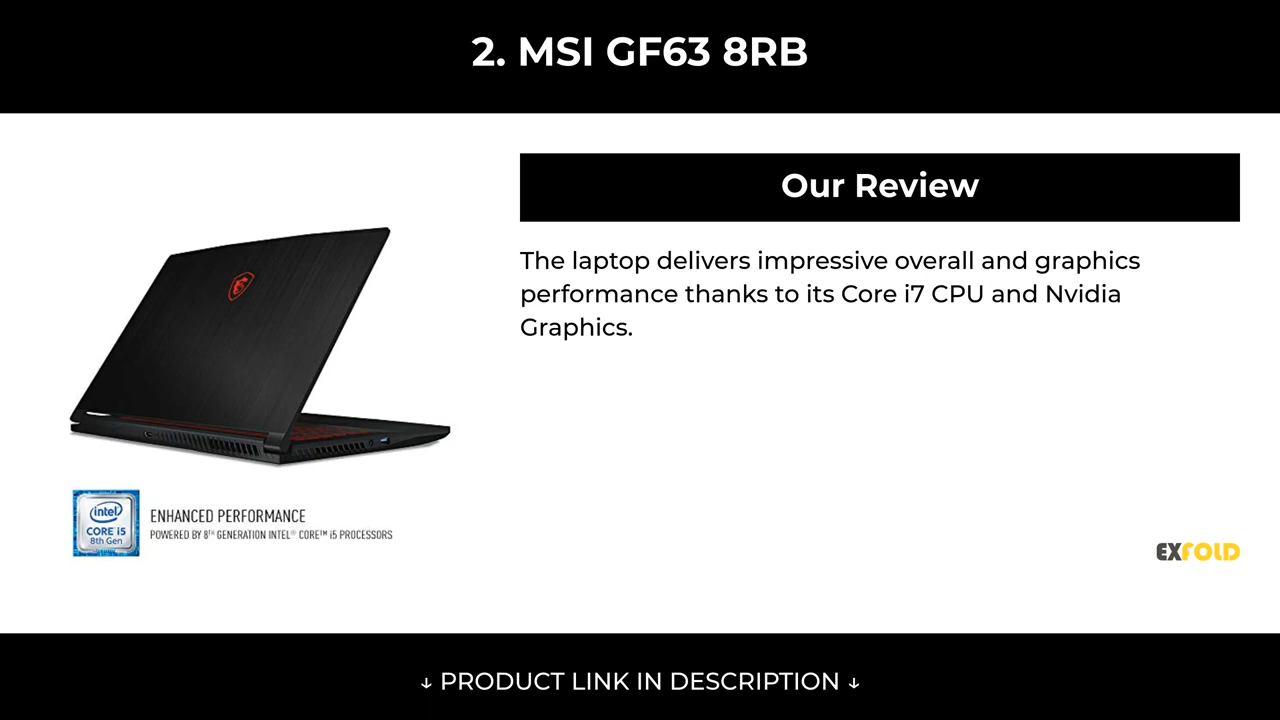 2. MSI GF63 8RB
Our Review
The laptop delivers impressive overall and graphics
performance thanks to its Core i7 CPU and Nvidia
Graphics.
intel
CORE i5
8th Gen
ENHANCED PERFORMANCE
POWERED BY 8TH GENERATION INTEL® CORE™ i5 PROCESSORS
EXFOLD
↓ PRODUCT LINK IN DESCRIPTION ↓